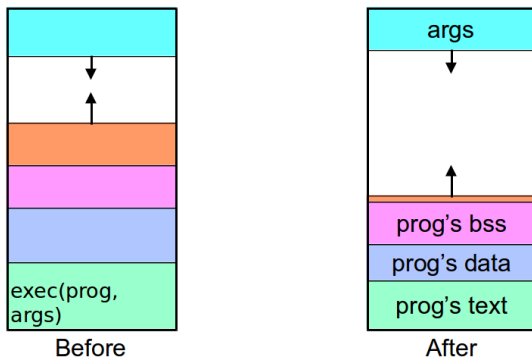 exec(prog,
args)
Before
args
prog's bss
prog's data
prog's text
After